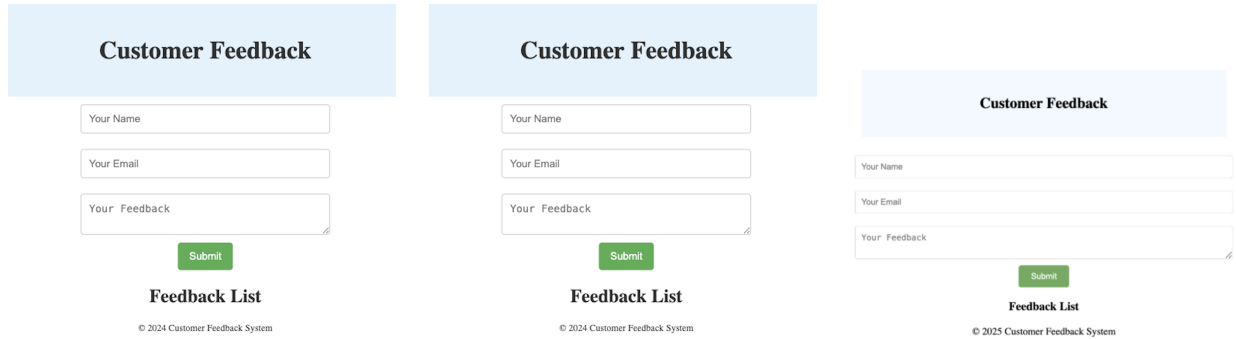 Customer Feedback
Your Name
Your Email
Your Feedback
Submit
Feedback List
© 2024 Customer Feedback System
Customer Feedback
Your Name
Your Email
Your Feedback
Submit
Feedback List
© 2024 Customer Feedback System
Customer Feedback
Your Name
Your Email
Your Feedback
Submit
Feedback List
© 2025 Customer Feedback System